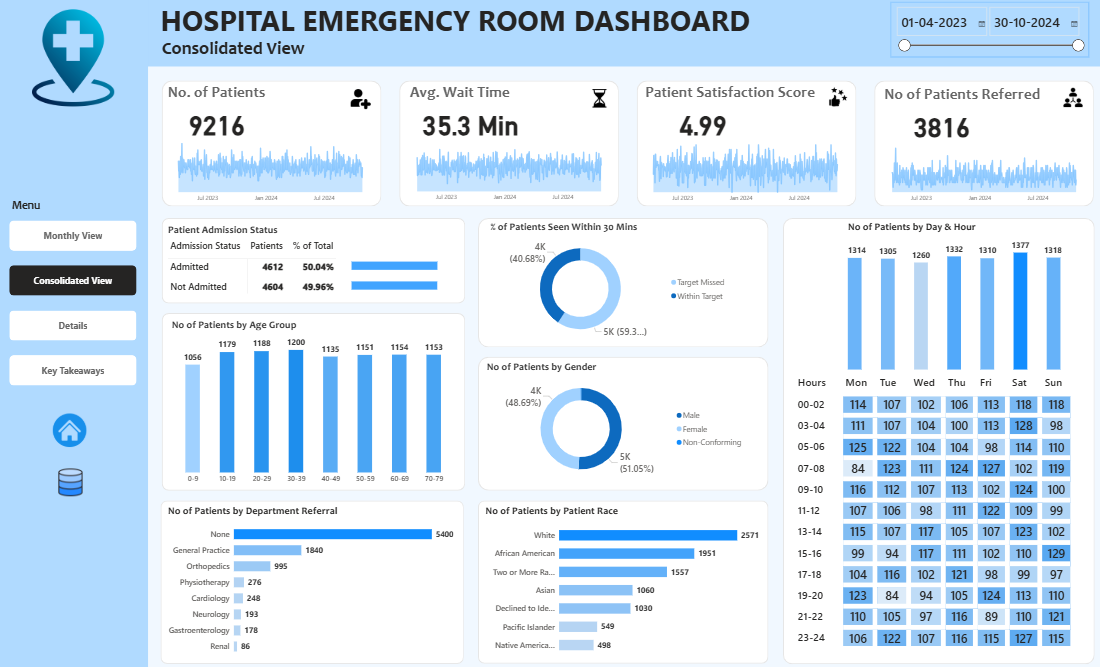 HOSPITAL EMERGENCY ROOM DASHBOARD
Consolidated View
01-04-2023 30-10-2024
Menu
Monthly View
Consolidated View
Details
Key Takeaways
No. of Patients
9216
Jul 2023 Jan 2024 Jul 2024
Avg. Wait Time
35.3 Min
Jul 2023 Jan 2024 Jul 2024
Patient Satisfaction Score
4.99
Jul 2023 Jan 2024 Jul 2024
No of Patients Referred
3816
Jul 2023 Jan 2024 Jul 2024
Patient Admission Status
Admission Status Patients % of Total
Admitted 4612 50.04%
Not Admitted 4604 49.96%
No of Patients by Age Group
1056 1179 1188 1200 1135 1151 1154 1153
0-9 10-19 20-29 30-39 40-49 50-59 60-69 70-79
No of Patients by Department Referral
None 5400
General Practice 1840
Orthopedics 995
Physiotherapy 276
Cardiology 248
Neurology 193
Gastroenterology 178
Renal 86
% of Patients Seen Within 30 Mins
4K
(40.68%)
5K (59.3...)
Target Missed
Within Target
No of Patients by Gender
4K
(48.69%)
5K
(51.05%)
Male
Female
Non-Conforming
No of Patients by Patient Race
White 2571
African American 1951
Two or More Ra... 1557
Asian 1060
Declined to Ide... 1030
Pacific Islander 549
Native America... 498
No of Patients by Day & Hour
1314 1305 1260 1332 1310 1377 1318
Hours Mon Tue Wed Thu Fri Sat Sun
00-02 114 107 102 106 113 118 118
03-04 111 107 104 100 113 128 98
05-06 125 122 104 104 98 114 110
07-08 84 123 111 124 127 102 119
09-10 116 112 107 113 102 124 100
11-12 107 106 98 111 122 109 99
13-14 115 107 117 105 107 123 102
15-16 99 94 117 111 102 110 129
17-18 104 116 102 121 98 99 97
19-20 123 84 94 105 124 113 110
21-22 110 105 97 116 89 110 121
23-24 106 122 107 116 115 127 115